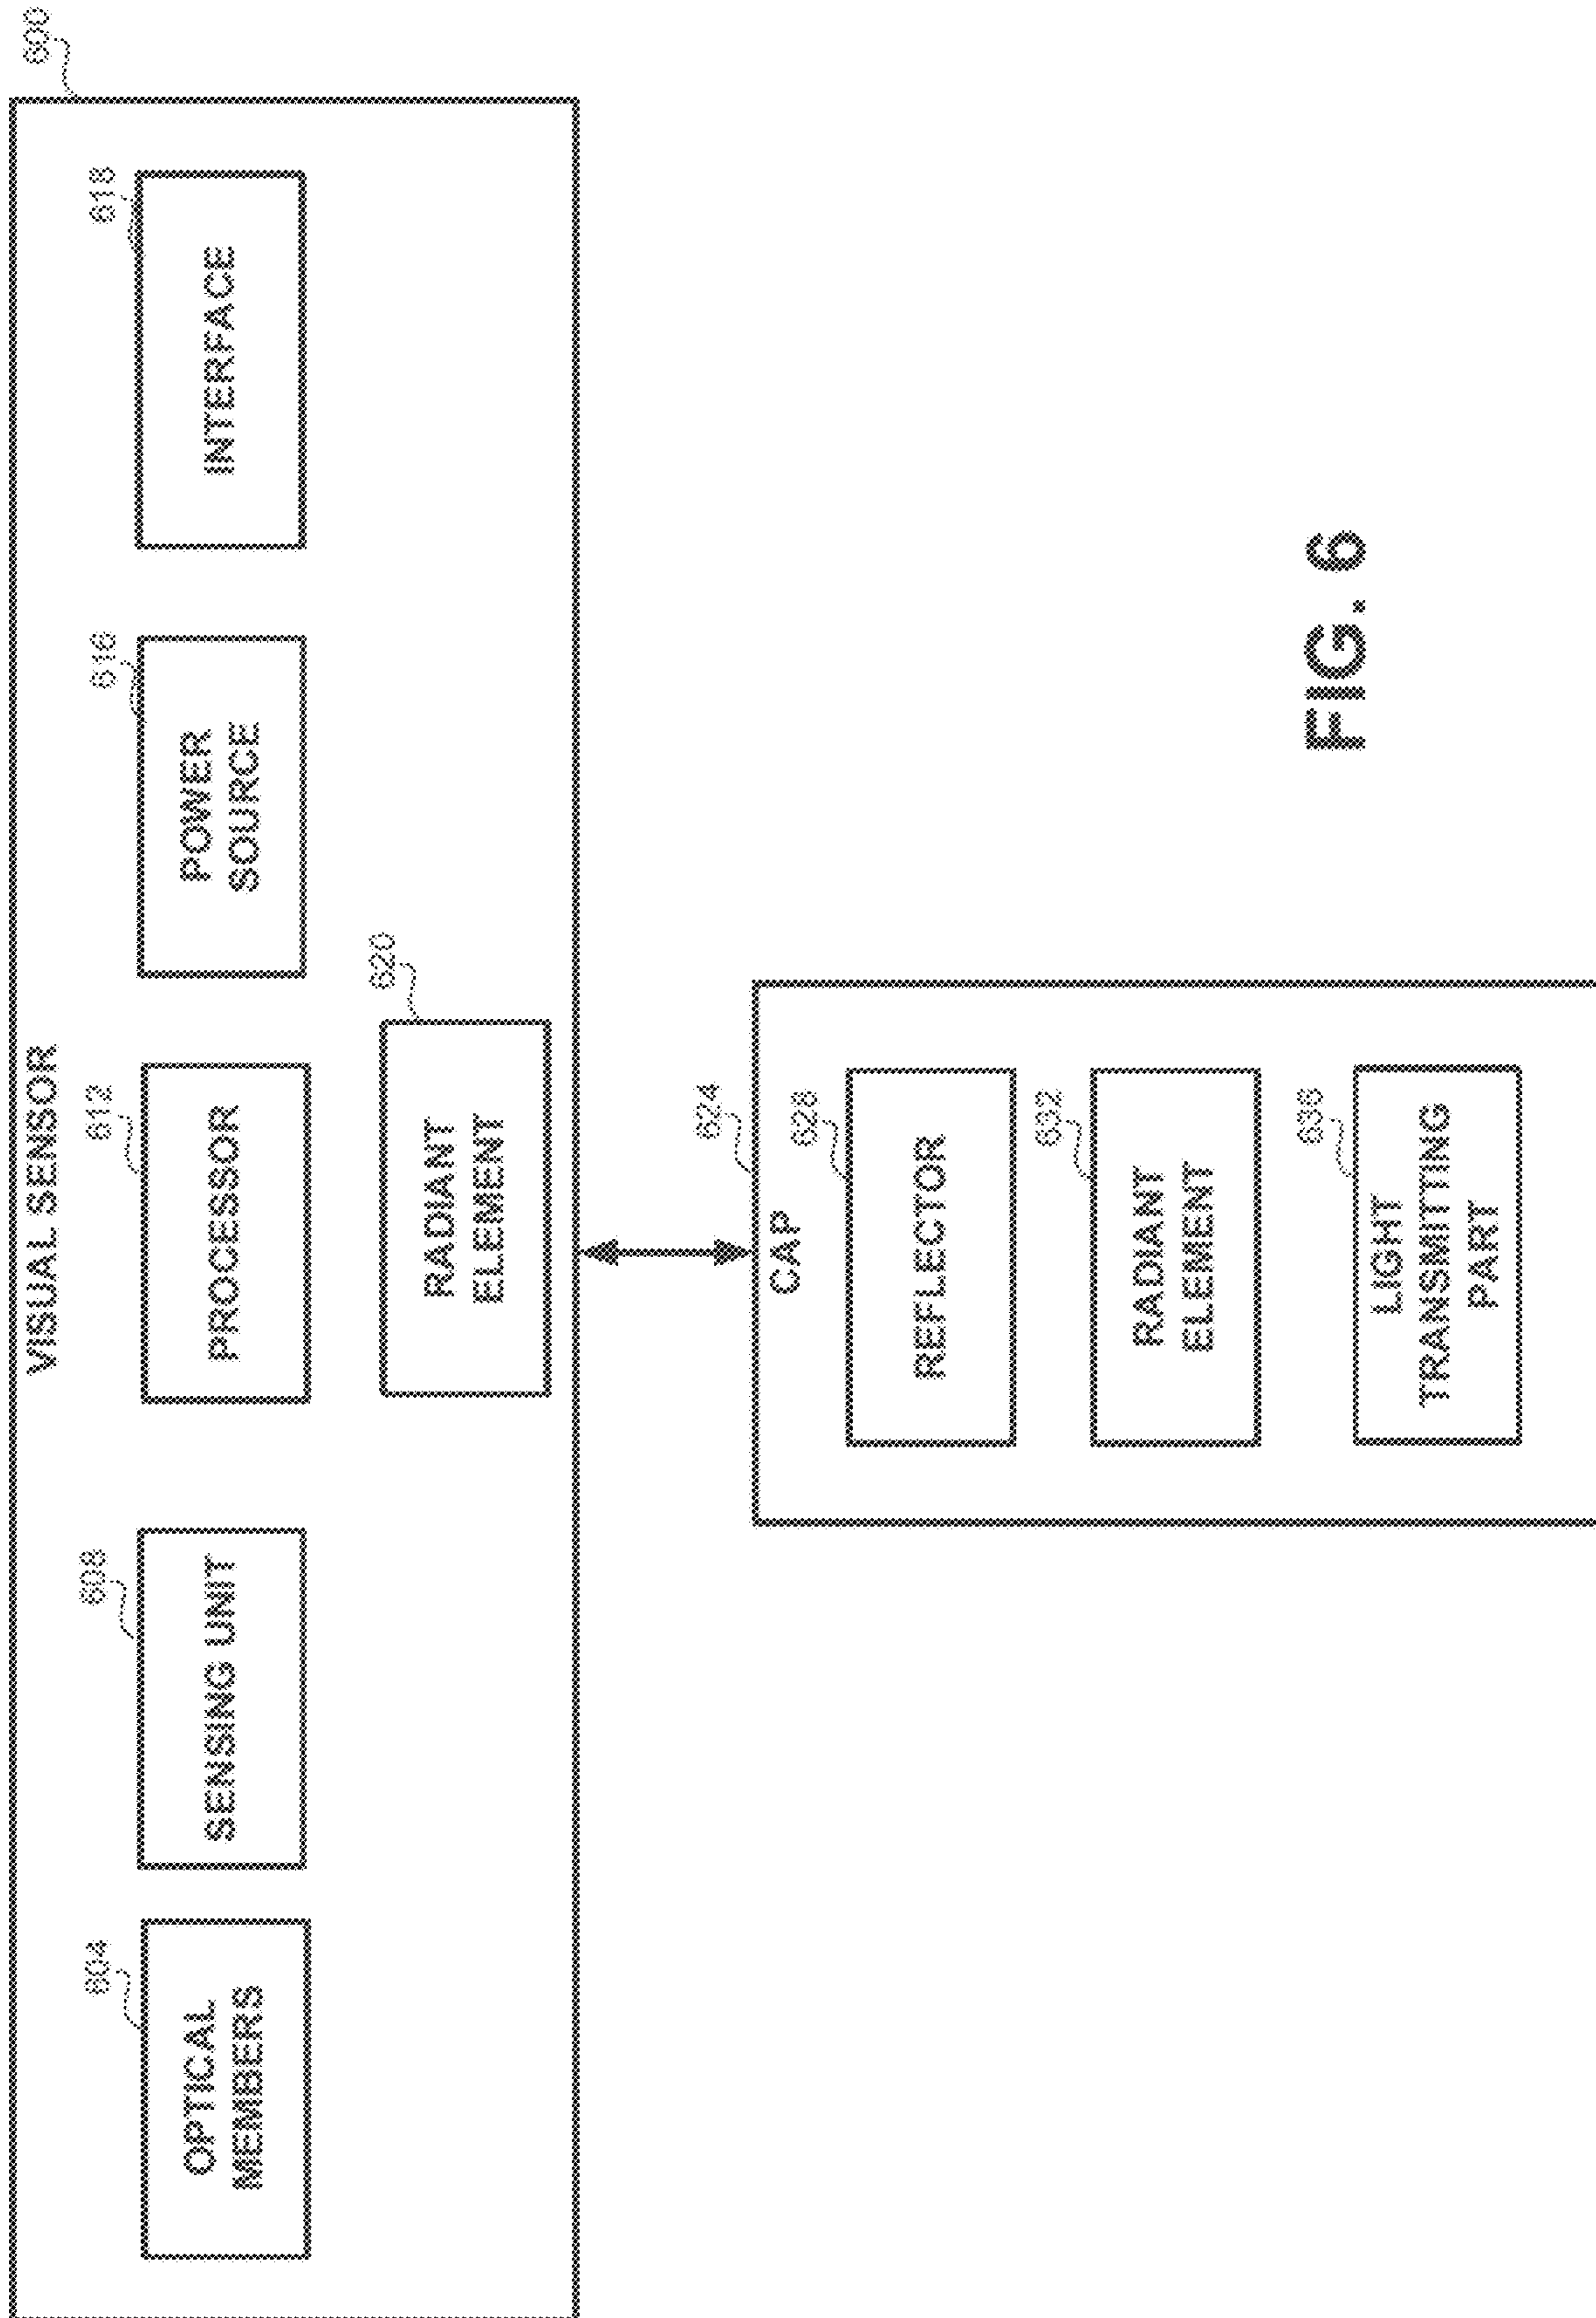 600
VISUAL SENSOR
604
OPTICAL
MEMBERS
608
SENSING UNIT
612
PROCESSOR
616
POWER
SOURCE
618
INTERFACE
620
RADIANT
ELEMENT
624
CAP
628
REFLECTOR
632
RADIANT
ELEMENT
636
LIGHT
TRANSMITTING
PART
FIG. 6